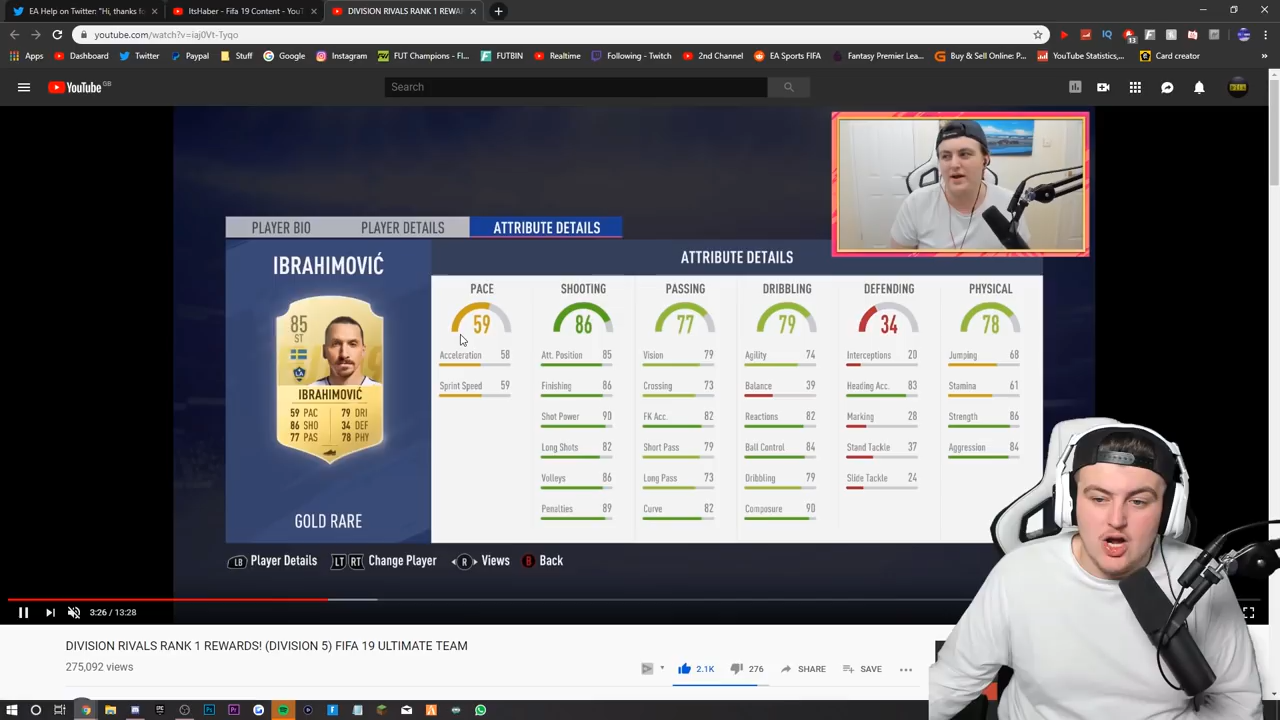 EA Help on Twitter: "Hi, thanks fo
ItsHaber - Fifa 19 Content - YouT
DIVISION RIVALS RANK 1 REWAR
youtube.com/watch?v=iaj0Vt-Tyqo
Apps
Dashboard
Twitter
Paypal
Stuff
Google
Instagram
FUT Champions - Fl...
FUTBIN
Realtime
Following - Twitch
2nd Channel
EA Sports FIFA
Fantasy Premier Lea...
Buy & Sell Online: P...
YouTube Statistics,...
Card creator
YouTube GB
Search
PLAYER BIO
PLAYER DETAILS
ATTRIBUTE DETAILS
IBRAHIMOVIĆ
85
ST
IBRAHIMOVIĆ
59 PAC 79 DRI
86 SHO 34 DEF
77 PAS 78 PHY
GOLD RARE
ATTRIBUTE DETAILS
PACE
59
Acceleration 58
Sprint Speed 59
SHOOTING
86
Att. Position 85
Finishing 86
Shot Power 90
Long Shots 82
Volleys 86
Penalties 89
PASSING
77
Vision 79
Crossing 73
FK Acc. 82
Short Pass 79
Long Pass 73
Curve 82
DRIBBLING
79
Agility 74
Balance 39
Reactions 82
Ball Control 84
Dribbling 79
Composure 90
DEFENDING
34
Interceptions 20
Heading Acc. 83
Marking 28
Stand Tackle 37
Slide Tackle 24
PHYSICAL
78
Jumping 68
Stamina 61
Strength 86
Aggression 84
LB Player Details
LT RT Change Player
R Views
B Back
3:26 / 13:28
DIVISION RIVALS RANK 1 REWARDS! (DIVISION 5) FIFA 19 ULTIMATE TEAM
275,092 views
2.1K
276
SHARE
SAVE